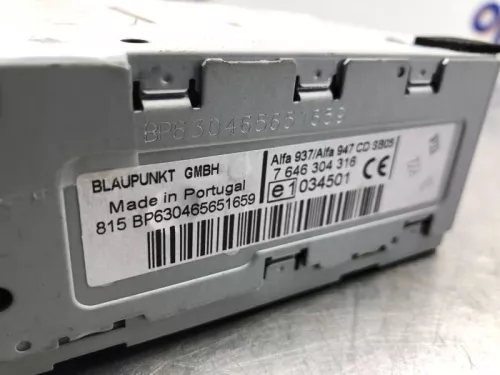 BP630465651659
BLAUPUNKT GMBH
Made in Portugal
815 BP630465651659
Alfa 937/Alfa 947 CD SB05
7 646 304 316
e1 034501 CE